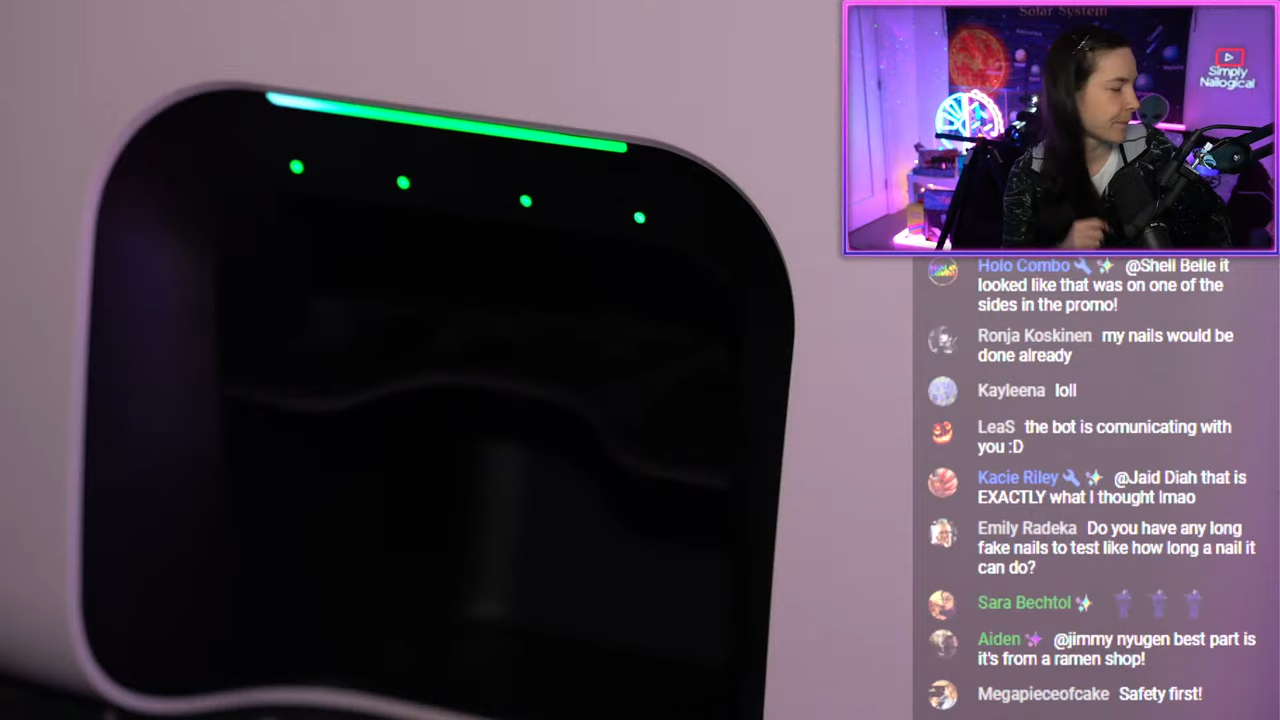 Solar System
Simply
Nailogical
Holo Combo @Shell Belle it
looked like that was on one of the
sides in the promo!
Ronja Koskinen my nails would be
done already
Kayleena loll
LeaS the bot is comunicating with
you :D
Kacie Riley @Jaid Diah that is
EXACTLY what I thought lmao
Emily Radeka Do you have any long
fake nails to test like how long a nail it
can do?
Sara Bechtol
Aiden @jimmy nyugen best part is
it's from a ramen shop!
Megapieceofcake Safety first!